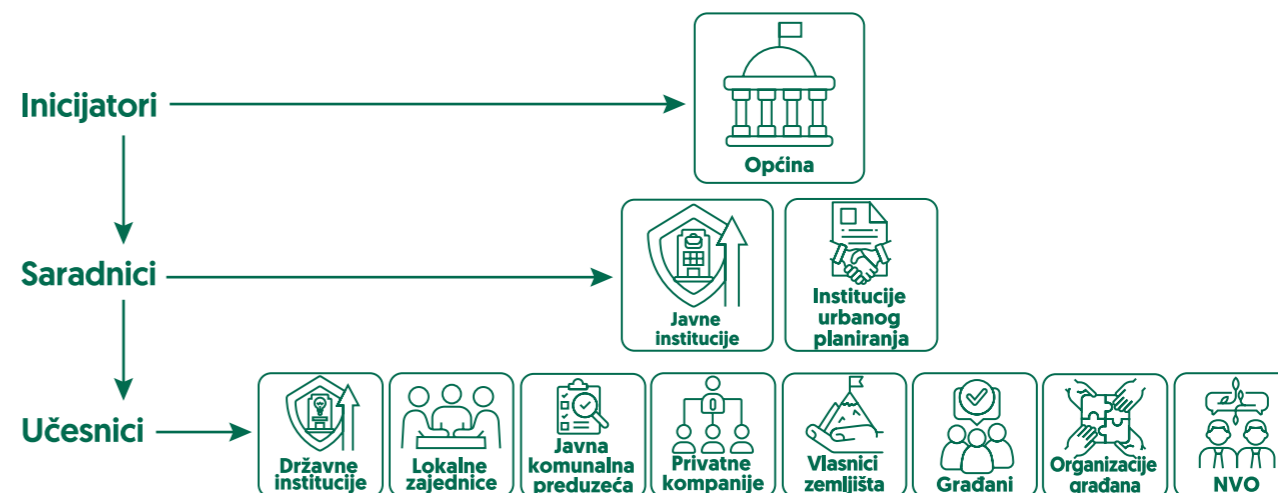 Inicijatori
Općina
Saradnici
Javne
institucije
Institucije
urbanog
planiranja
Učesnici
Državne
institucije
Lokalne
zajednice
Javna
komunalna
preduzeća
Privatne
kompanije
Vlasnici
zemljišta
Građani
Organizacije
građana
NVO